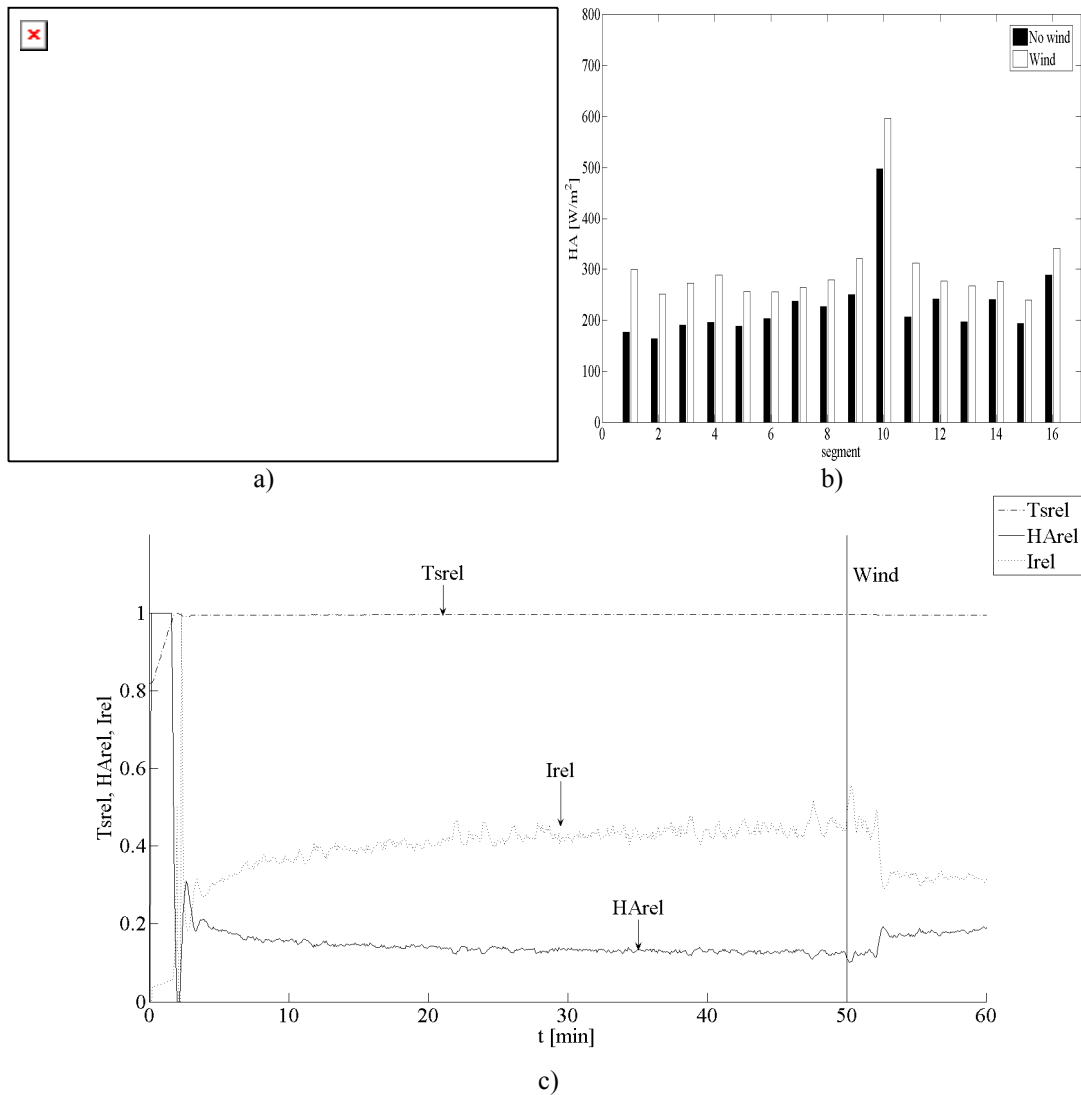 800
700
600
500
400
300
200
100
0
HA [W/m²]
No wind
Wind
0 2 4 6 8 10 12 14 16
segment
a)
b)
Tsrel
HArel
Irel
Tsrel
Wind
Irel
HArel
1
0.8
0.6
0.4
0.2
0
Tsrel, HArel, Irel
0 10 20 30 40 50 60
t [min]
c)